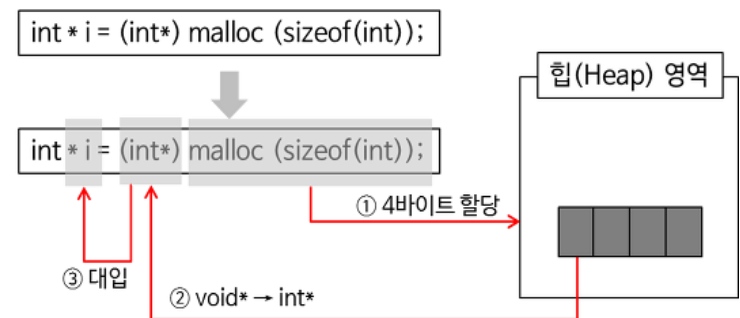 int * i = (int*) malloc (sizeof(int));
힙(Heap) 영역
int * i = (int*) malloc (sizeof(int));
① 4바이트 할당
③ 대입
② void* → int*